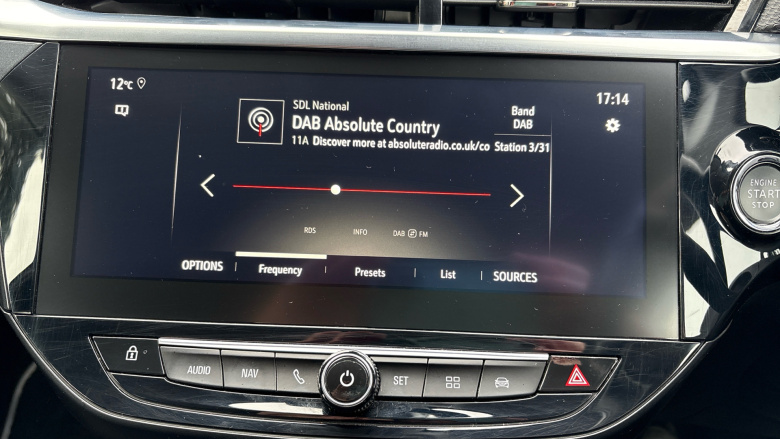 12°C
17:14
SDL National
DAB Absolute Country
11A Discover more at absoluteradio.co.uk/co
Band
DAB
Station 3/31
RDS
INFO
DAB FM
OPTIONS
Frequency
Presets
List
SOURCES
ENGINE
START
STOP
AUDIO
NAV
SET